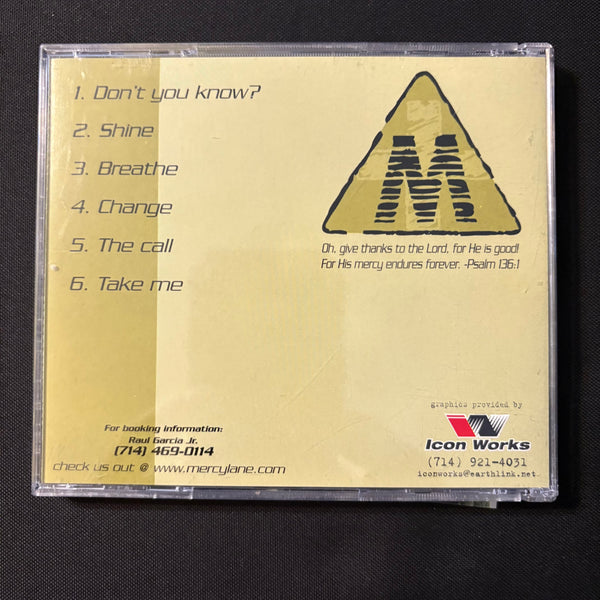 1. Don't you know?
2. Shine
3. Breathe
4. Change
5. The call
6. Take me
M
Oh, give thanks to the Lord, for He is good!
For His mercy endures forever. -Psalm 136:1
For booking information:
Raul Garcia Jr.
(714) 469-0114
check us out @ www.mercylane.com
graphics provided by
Icon Works
(714) 921-4031
iconworks@earthlink.net